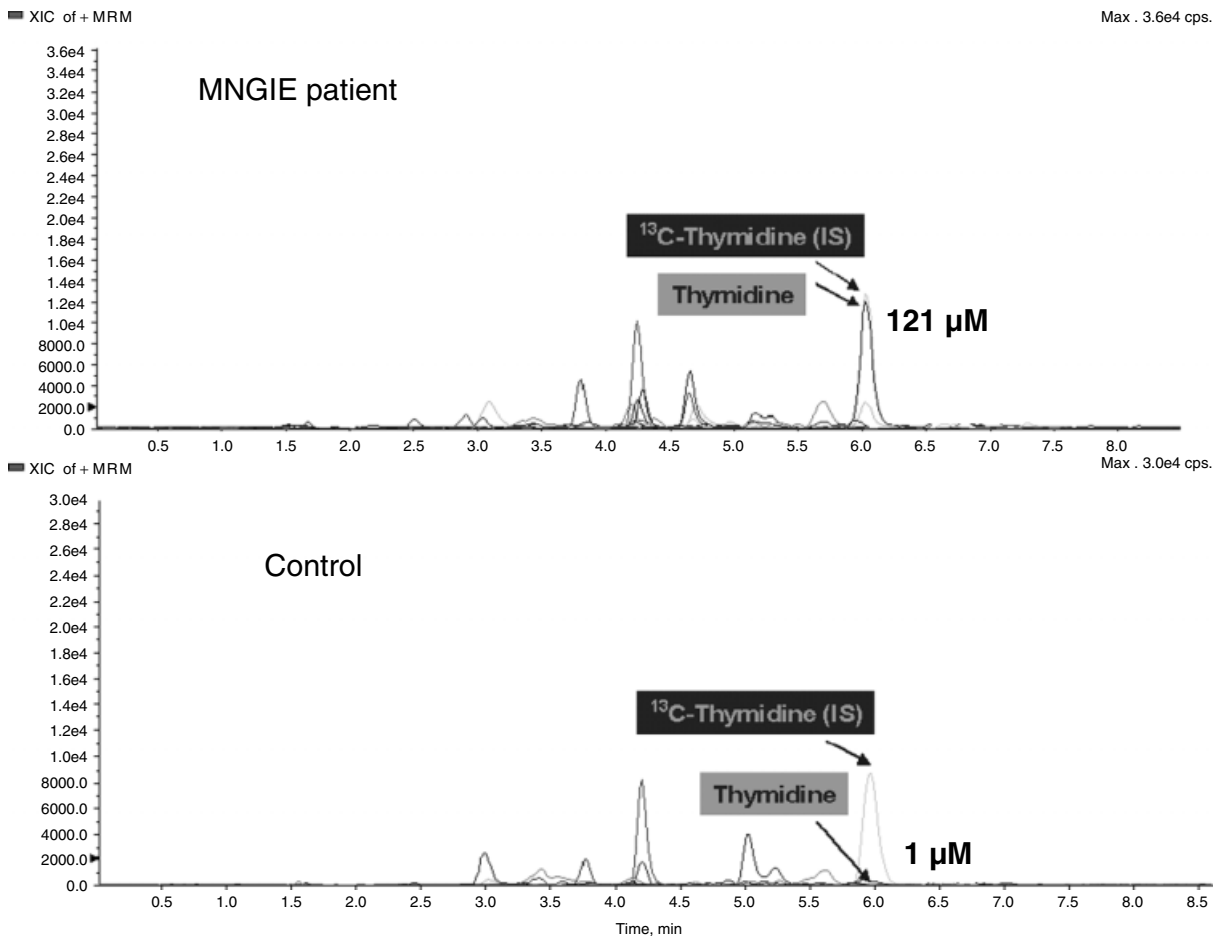 XIC of + MRM
Max . 3.6e4 cps.
3.6e4
3.4e4
3.2e4
3.0e4
2.8e4
2.6e4
2.4e4
2.2e4
2.0e4
1.8e4
1.6e4
1.4e4
1.2e4
1.0e4
8000.0
6000.0
4000.0
2000.0
0.0
MNGIE patient
¹³C-Thymidine (IS)
Thymidine
121 µM
0.5 1.0 1.5 2.0 2.5 3.0 3.5 4.0 4.5 5.0 5.5 6.0 6.5 7.0 7.5 8.0
XIC of + MRM
Max . 3.0e4 cps.
3.0e4
2.8e4
2.6e4
2.4e4
2.2e4
2.0e4
1.8e4
1.6e4
1.4e4
1.2e4
1.0e4
8000.0
6000.0
4000.0
2000.0
0.0
Control
¹³C-Thymidine (IS)
Thymidine
1 µM
0.5 1.0 1.5 2.0 2.5 3.0 3.5 4.0 4.5 5.0 5.5 6.0 6.5 7.0 7.5 8.0 8.5
Time, min